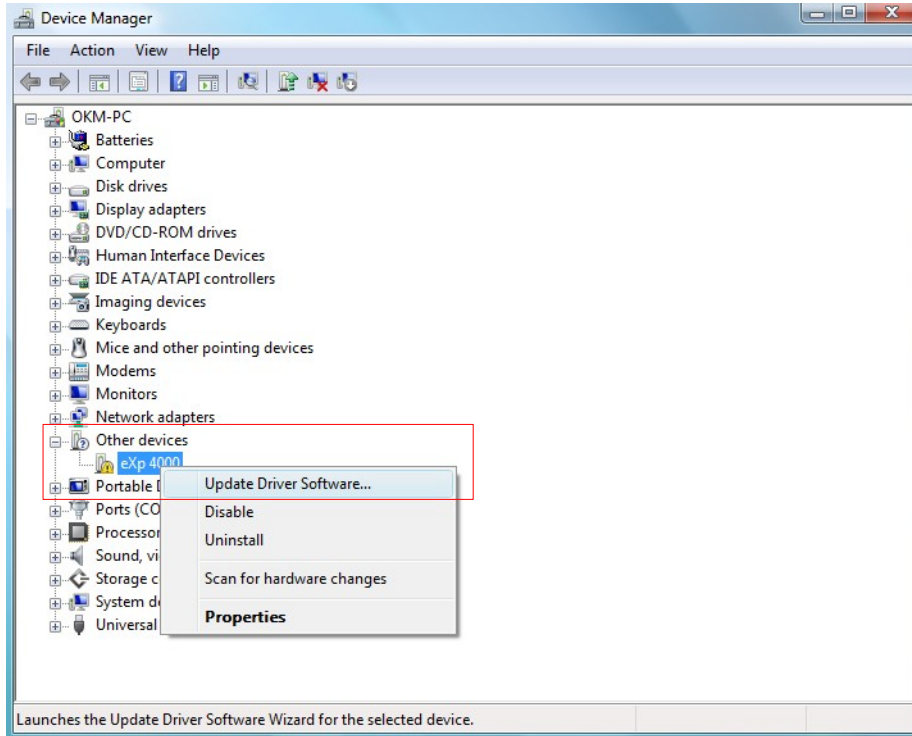 Device Manager
File Action View Help
OKM-PC
Batteries
Computer
Disk drives
Display adapters
DVD/CD-ROM drives
Human Interface Devices
IDE ATA/ATAPI controllers
Imaging devices
Keyboards
Mice and other pointing devices
Modems
Monitors
Network adapters
Other devices
eXp 4000
Portable
Ports (CO
Processor
Sound, vi
Storage c
System d
Universal
Update Driver Software...
Disable
Uninstall
Scan for hardware changes
Properties
Launches the Update Driver Software Wizard for the selected device.